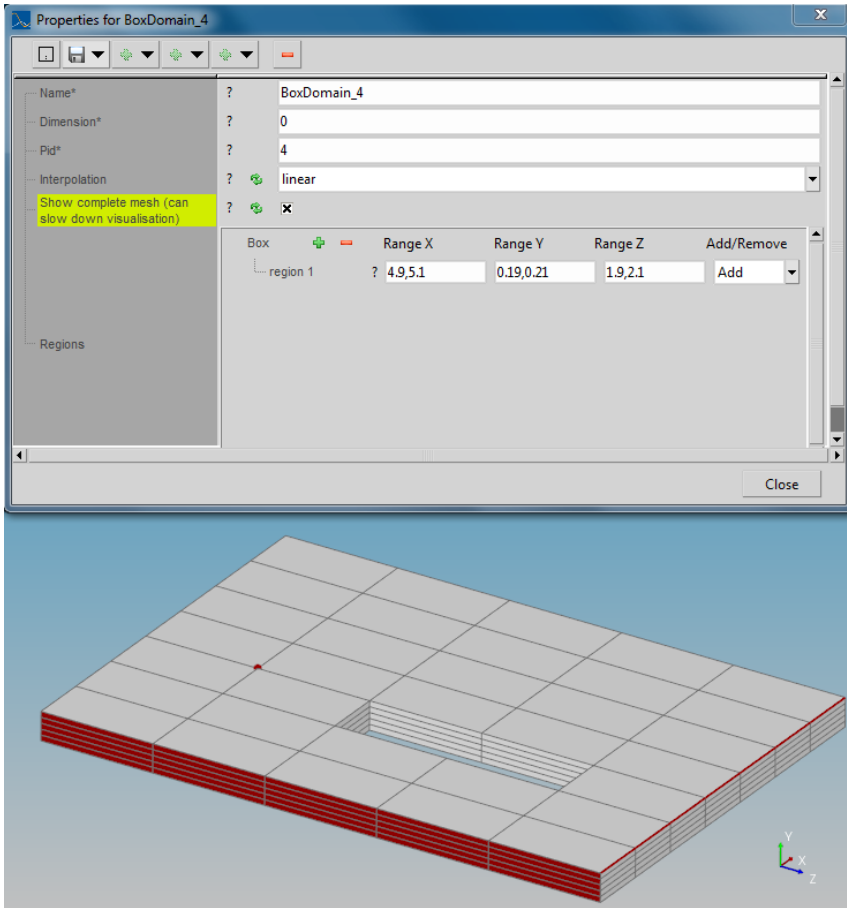 Properties for BoxDomain_4
x
Name* ? BoxDomain_4
Dimension* ? 0
Pid* ? 4
Interpolation ? linear
Show complete mesh (can
slow down visualisation) ?
Box Range X Range Y Range Z Add/Remove
region 1 ? 4.9,5.1 0.19,0.21 1.9,2.1 Add
Regions
Close
Y
X
Z